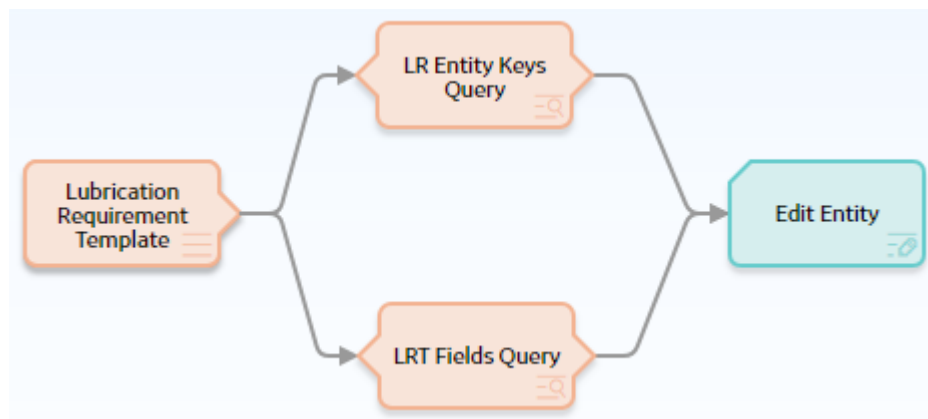 LR Entity Keys
Query
Lubrication
Requirement
Template
Edit Entity
LRT Fields Query